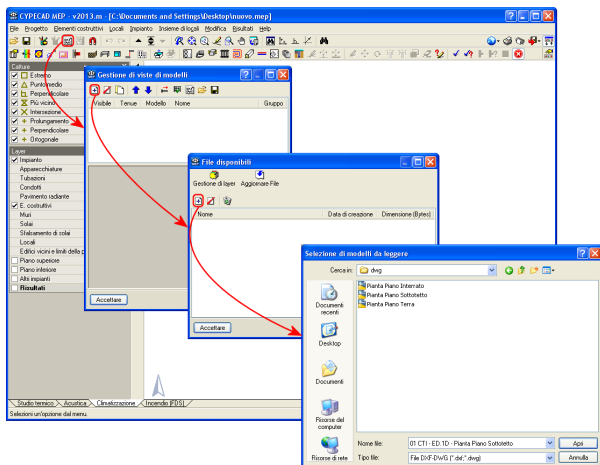 CYPECAD MEP - v2013.m - [C:\Documents and Settings\Desktop\nuovo.mep]
File Progetto Elementi costruttivi Locali Impianto Insieme di locali Modifica Risultati Help
Catture
Estremo
Punto medio
Perpendicolare
Più vicino
Intersezione
Prolungamento
Perpendicolare
Ortogonale
Layer
Impianto
Apparecchiature
Tubazioni
Condotti
Pavimento radiante
E. costruttivi
Muri
Solai
Sfalsamento di solai
Locali
Edifici vicini e limiti della p
Piano superiore
Piano inferiore
Altri impianti
Risultati
Studio termico Acustica Climatizzazione Incendio (FDS)
Selezioni un'opzione dal menu.
Gestione di viste di modelli
Visibile Tenue Modello Nome Gruppo
Accettare
File disponibili
Gestione di layer Aggiornare File
Nome Data di creazione Dimensione (Bytes)
Accettare
Selezione di modelli da leggere
Cerca in: dwg
Pianta Piano Interrato
Pianta Piano Sottotetto
Pianta Piano Terra
Documenti recenti
Desktop
Documenti
Risorse del computer
Risorse di rete
Nome file: 01 CTI - ED.1D - Pianta Piano Sottotetto Apri
Tipo file: File DXF-DWG (*.dxf;*.dwg) Annulla